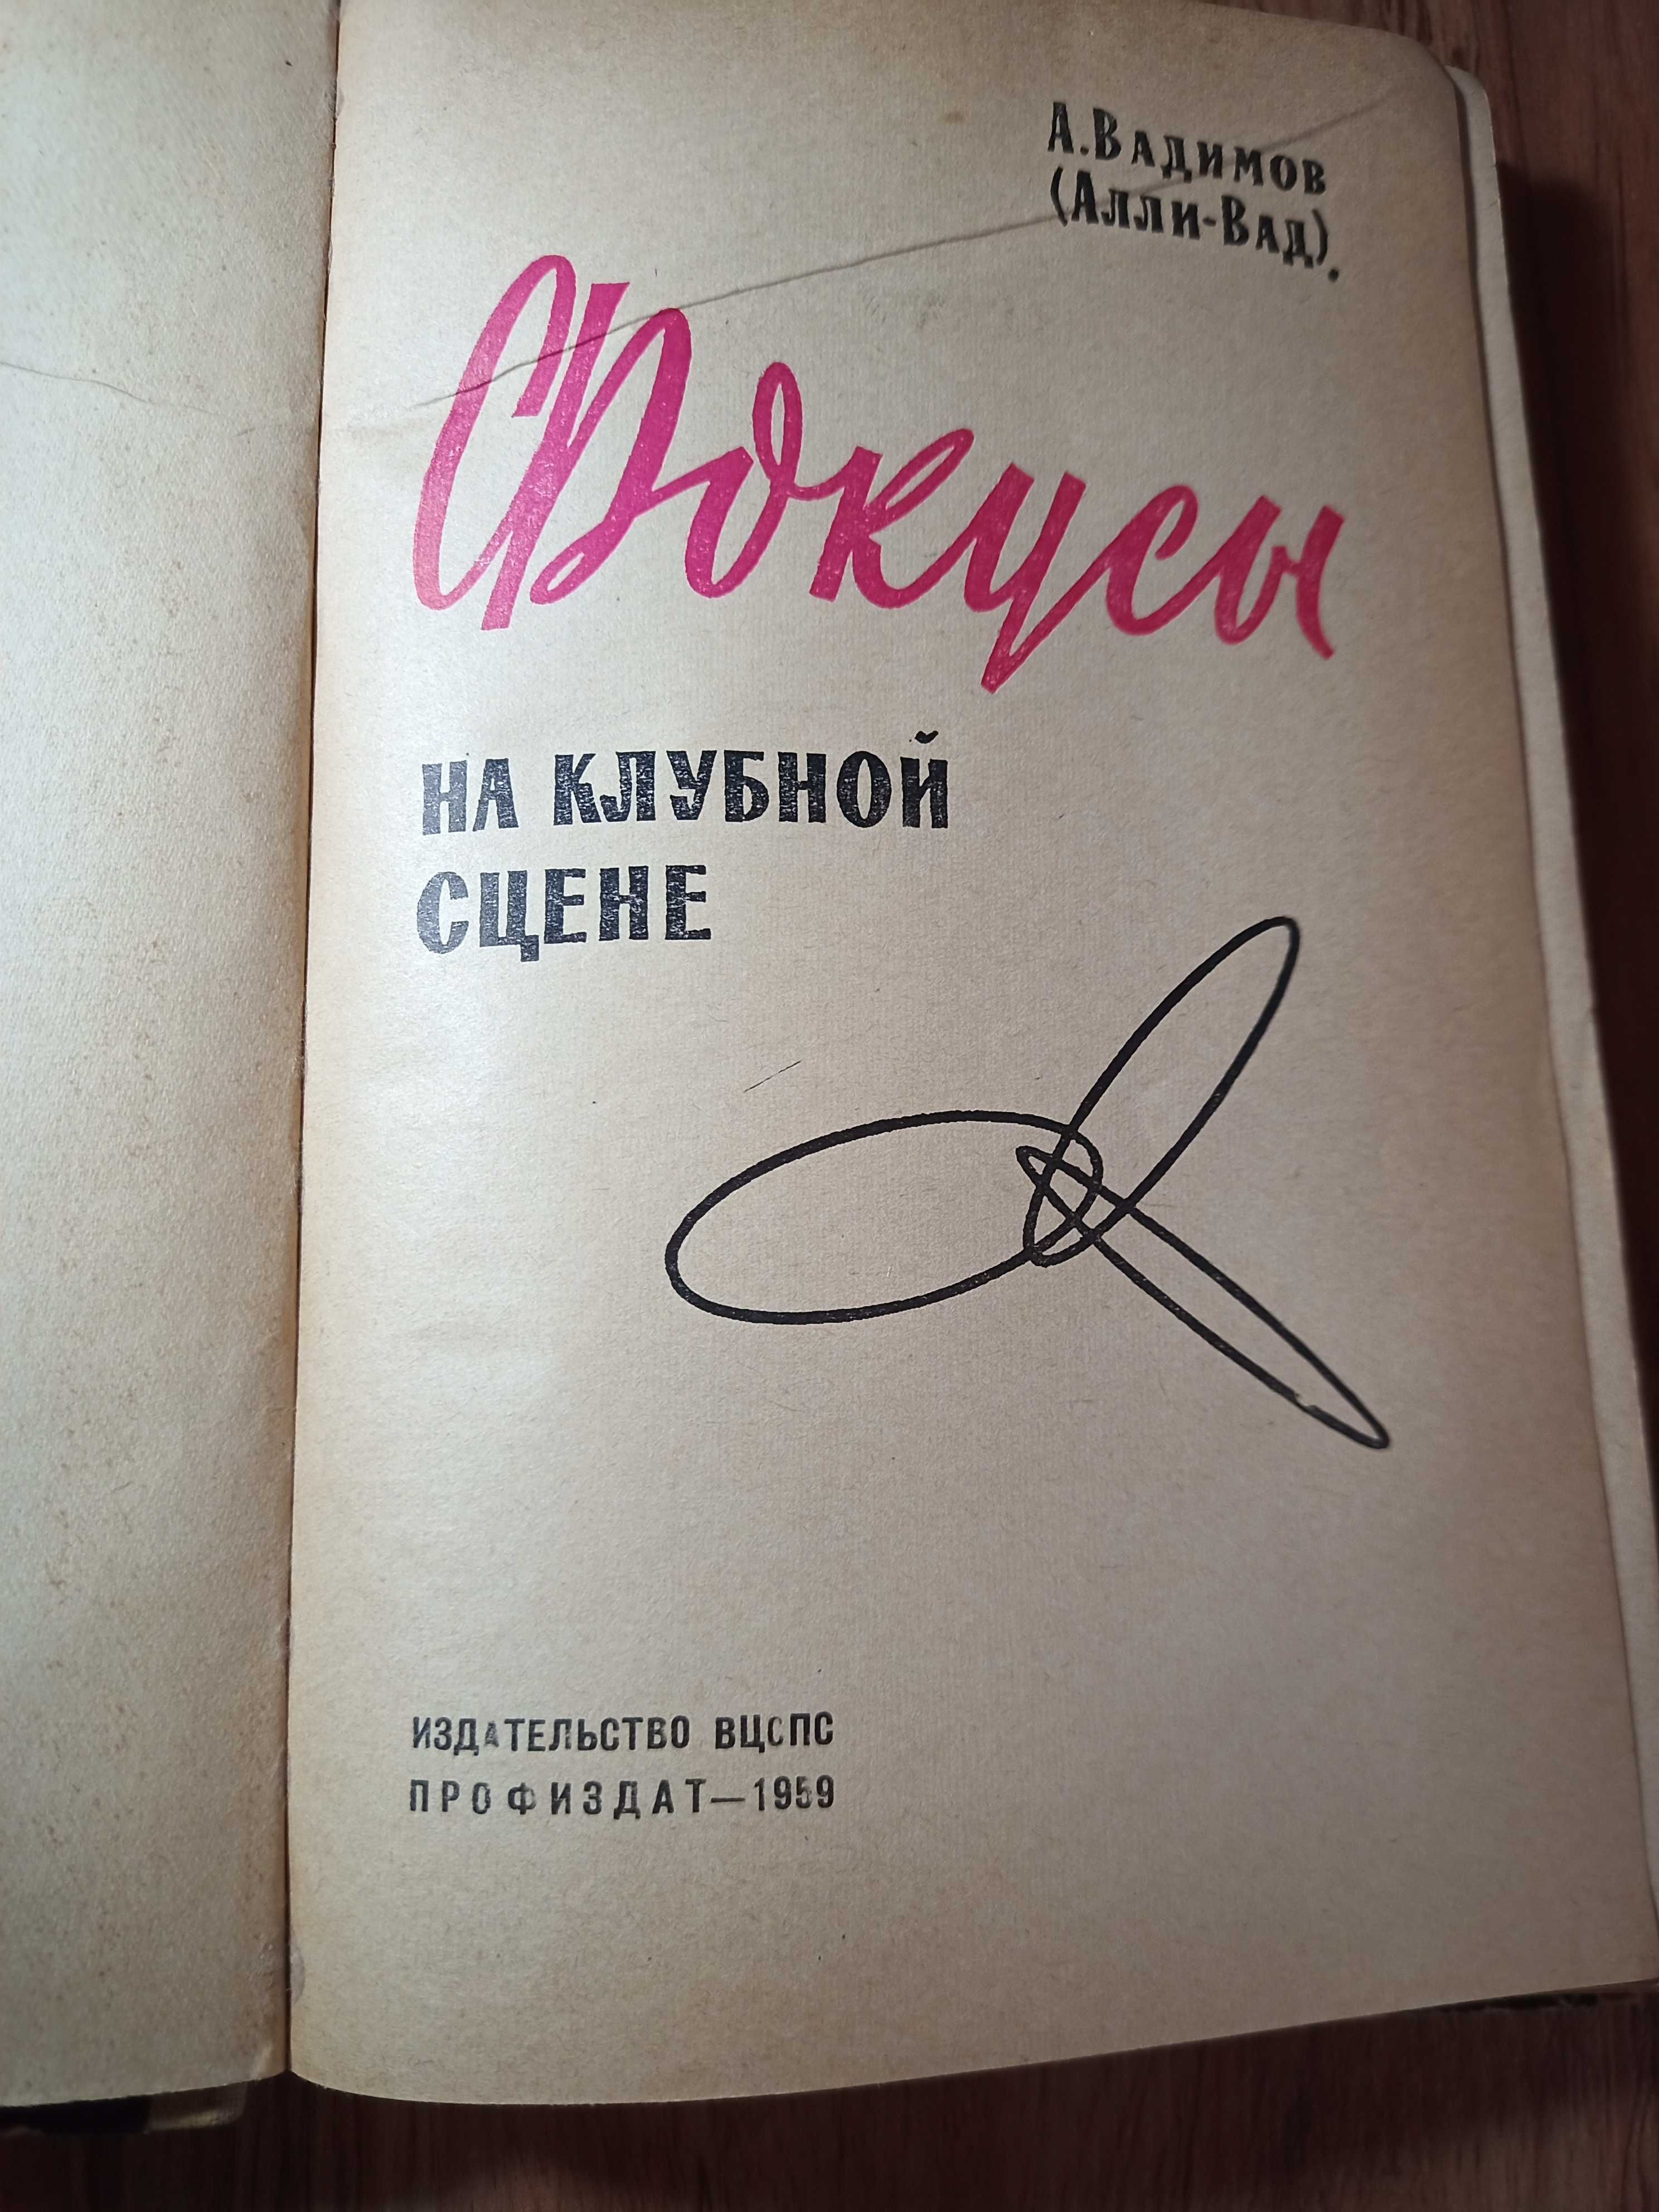 А. Вадимов
(Алли-Вад).
Фокусы
НА КЛУБНОЙ
СЦЕНЕ
ИЗДАТЕЛЬСТВО ВЦСПС
ПРОФИЗДАТ—1959